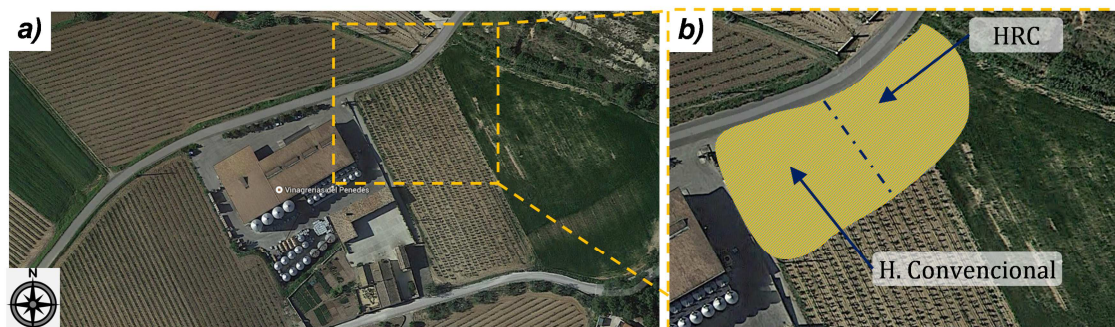 a)
Vinagrerias del Penedès
N
b)
HRC
H. Convencional